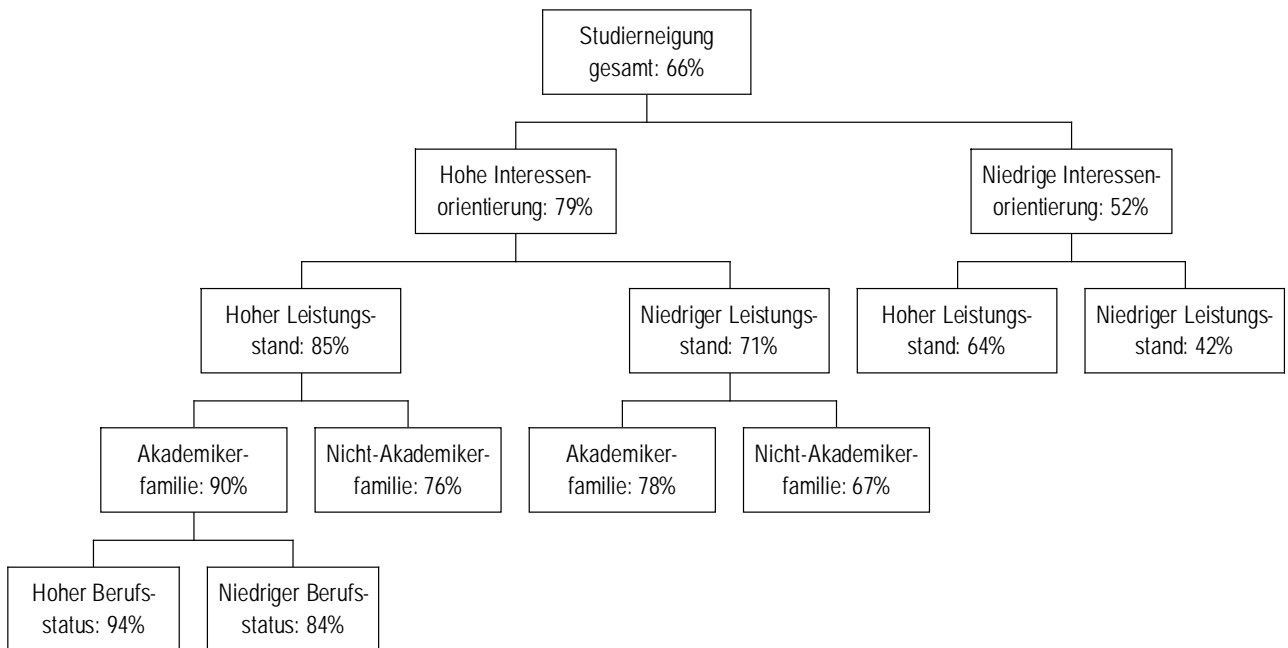 Studierneigung
gesamt: 66%
Hohe Interessen-
orientierung: 79%
Niedrige Interessen-
orientierung: 52%
Hoher Leistungs-
stand: 85%
Niedriger Leistungs-
stand: 71%
Hoher Leistungs-
stand: 64%
Niedriger Leistungs-
stand: 42%
Akademiker-
familie: 90%
Nicht-Akademiker-
familie: 76%
Akademiker-
familie: 78%
Nicht-Akademiker-
familie: 67%
Hoher Berufs-
status: 94%
Niedriger Berufs-
status: 84%